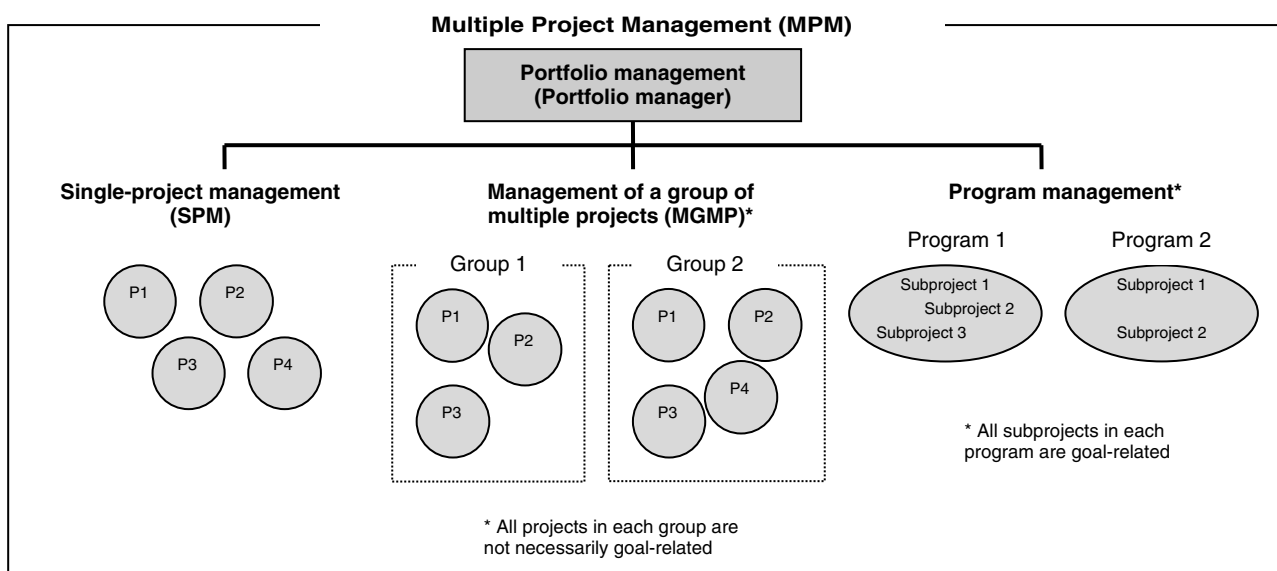 Multiple Project Management (MPM)
Portfolio management
(Portfolio manager)
Single-project management
(SPM)
P1
P2
P3
P4
Management of a group of
multiple projects (MGMP)*
Group 1
P1
P2
P3
Group 2
P1
P2
P3
P4
* All projects in each group are
not necessarily goal-related
Program management*
Program 1
Subproject 1
Subproject 2
Subproject 3
Program 2
Subproject 1
Subproject 2
* All subprojects in each
program are goal-related